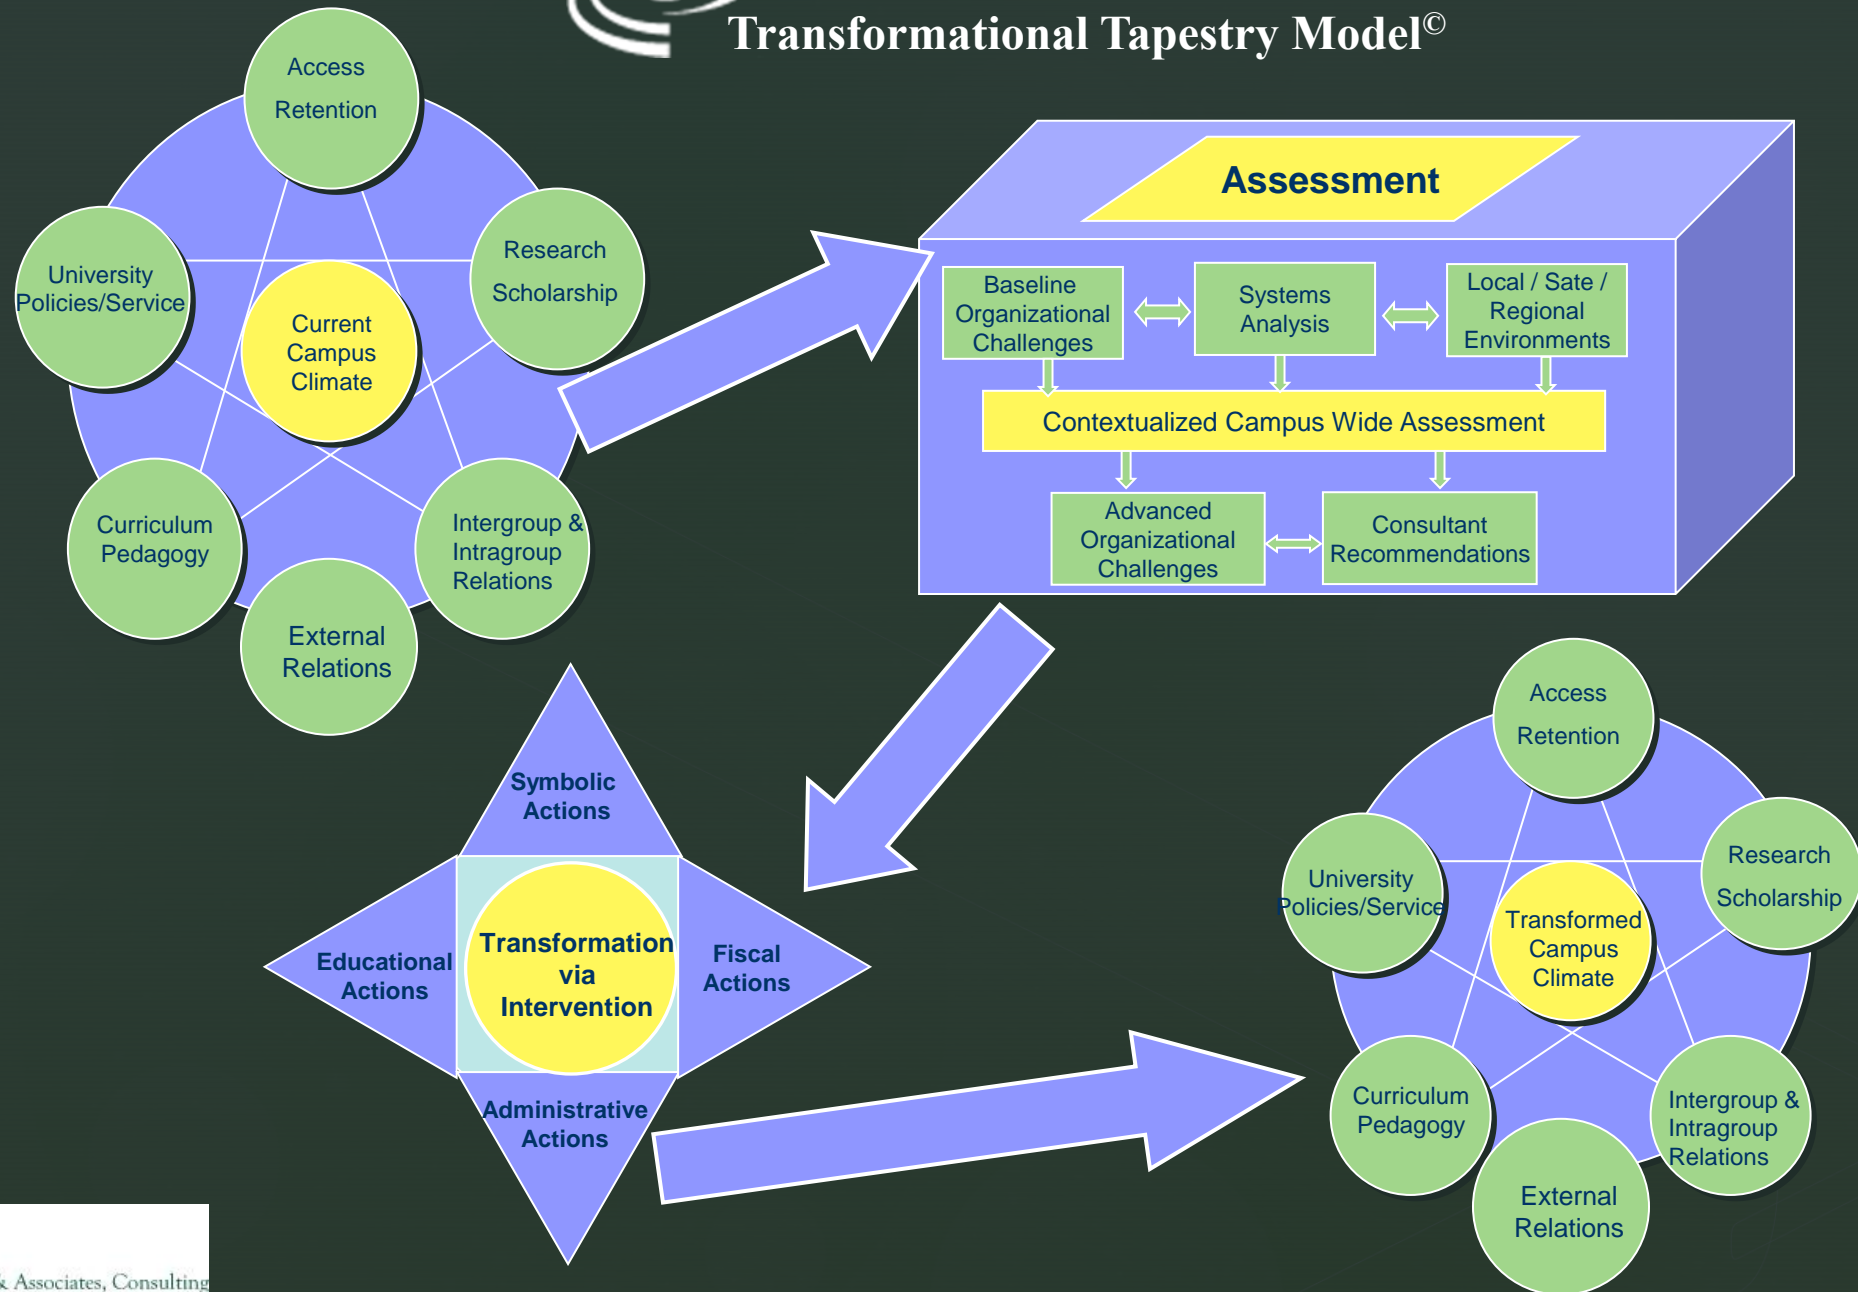 Transformational Tapestry Model©
Access
Retention
Research
Scholarship
University
Policies/Service
Current
Campus
Climate
Curriculum
Pedagogy
Intergroup &
Intragroup
Relations
External
Relations
Assessment
Baseline
Organizational
Challenges
Systems
Analysis
Local / Sate /
Regional
Environments
Contextualized Campus Wide Assessment
Advanced
Organizational
Challenges
Consultant
Recommendations
Symbolic
Actions
Educational
Actions
Transformation
via
Intervention
Fiscal
Actions
Administrative
Actions
Access
Retention
Research
Scholarship
University
Policies/Service
Transformed
Campus
Climate
Curriculum
Pedagogy
Intergroup &
Intragroup
Relations
External
Relations
& Associates, Consulting